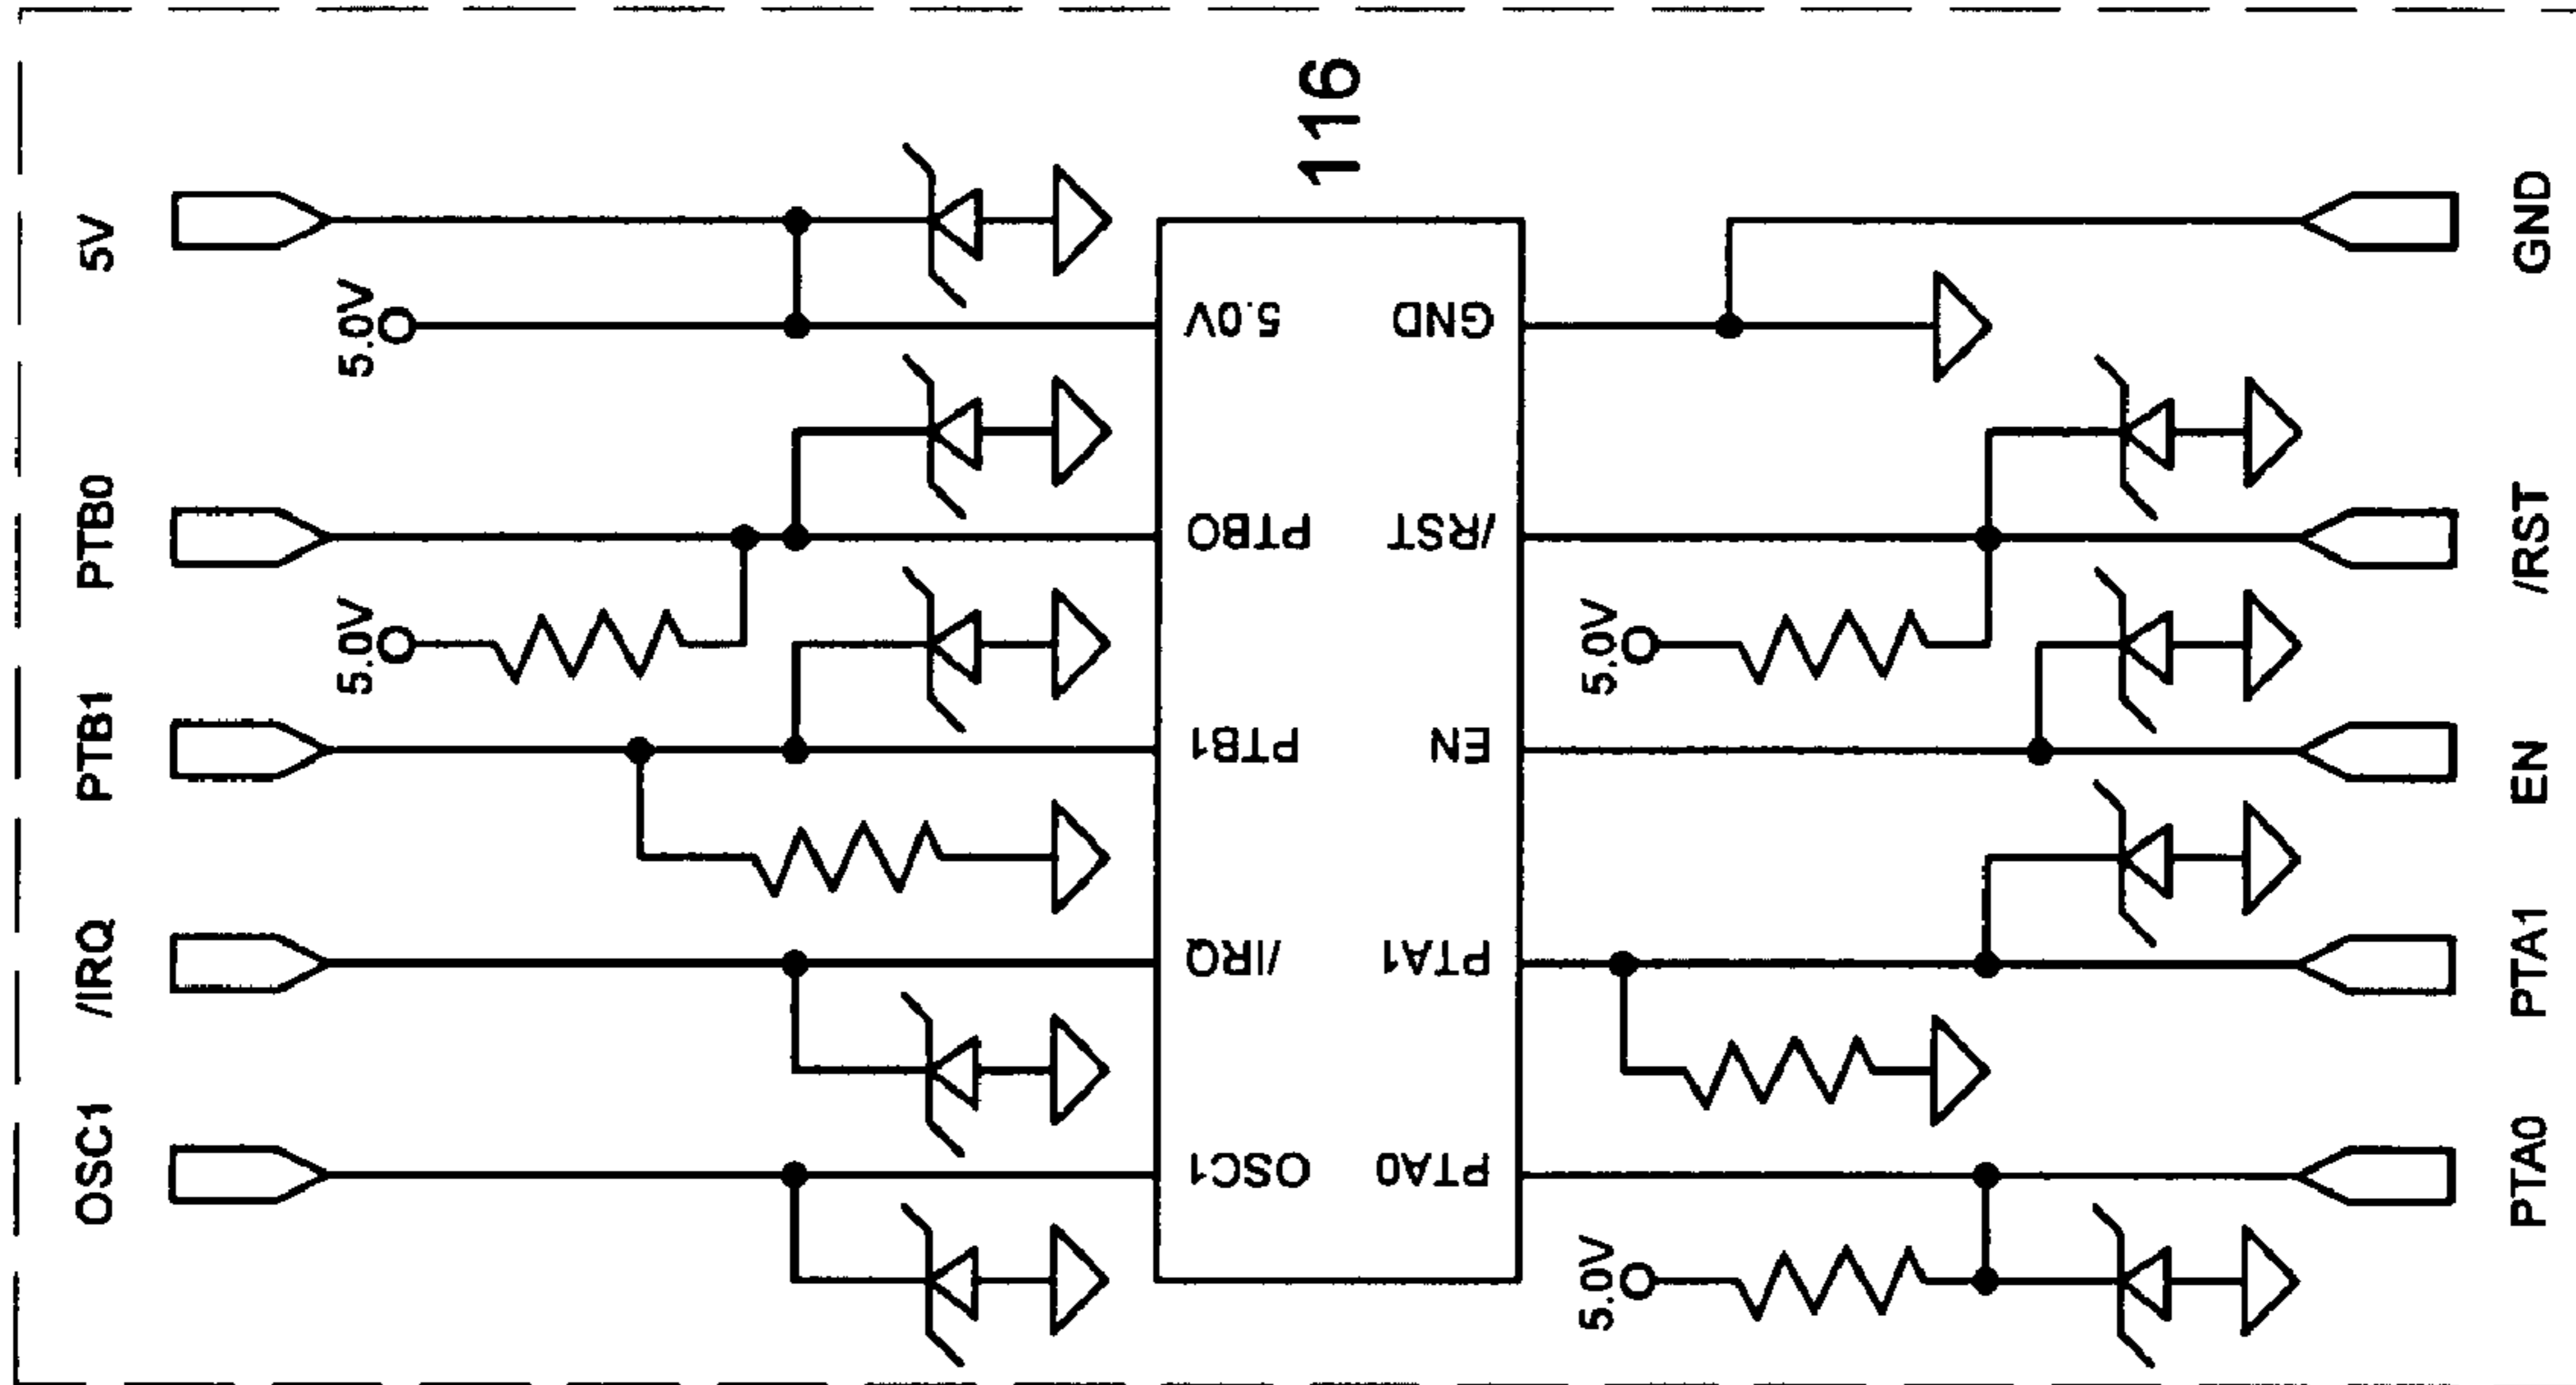 OSC1
/IRQ
PTB1
PTB0
5V
5.0V
5.0V
OSC1
/IRQ
PTB1
PTBO
5.0V
116
PTA0
PTA1
EN
/RST
GND
5.0V
5.0V
PTA0
PTA1
EN
/RST
GND